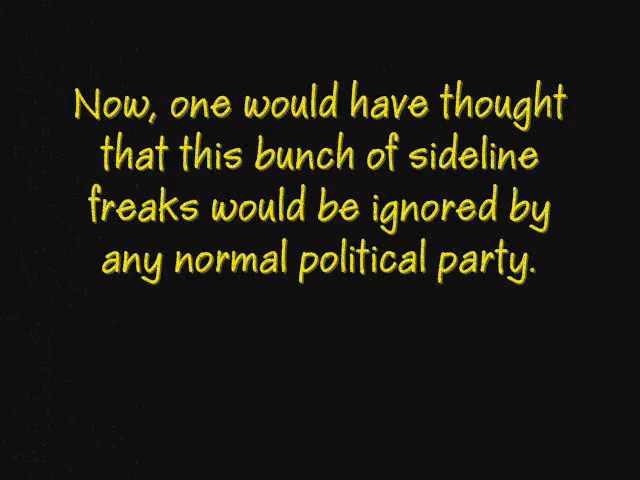 Now, one would have thought
that this bunch of sideline
freaks would be ignored by
any normal political party.